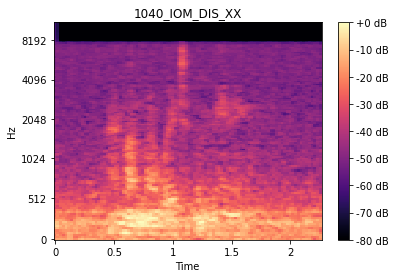 1040_IOM_DIS_XX
8192
4096
2048
1024
512
0
Hz
0
0.5
1
1.5
2
Time
+0 dB
-10 dB
-20 dB
-30 dB
-40 dB
-50 dB
-60 dB
-70 dB
-80 dB